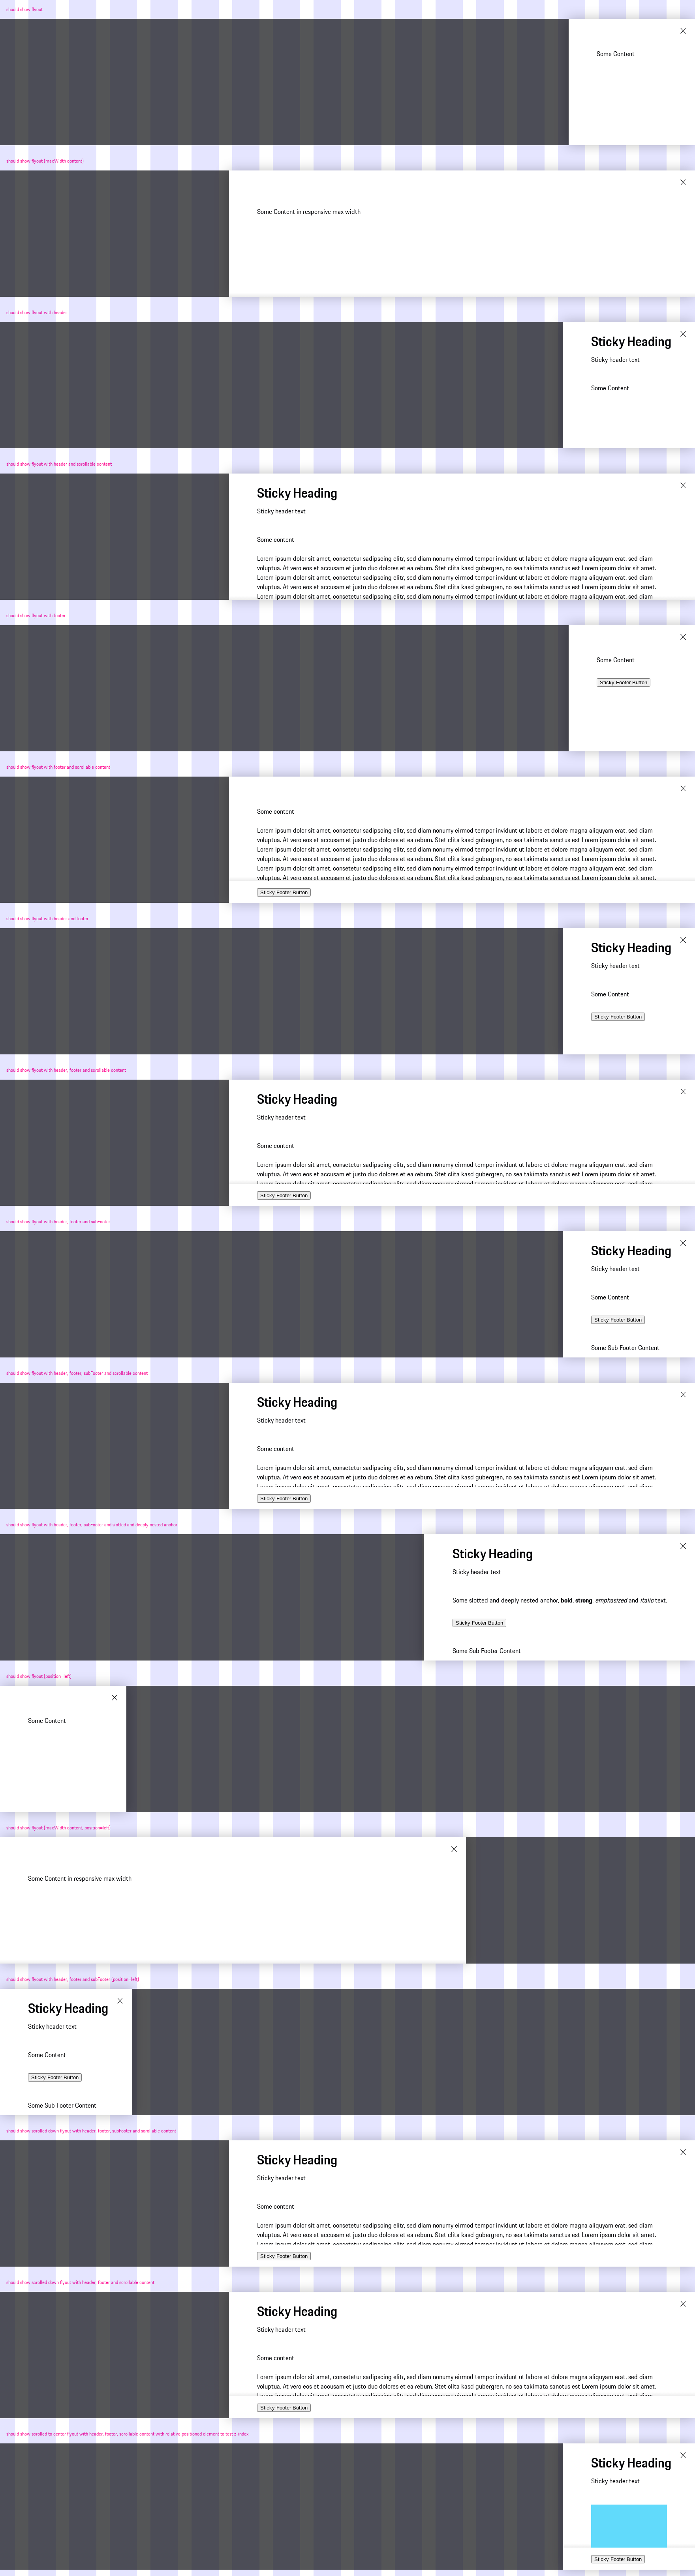 should show flyout
Some Content
should show flyout [maxWidth content]
Some Content in responsive max width
should show flyout with header
Sticky Heading
Sticky header text
Some Content
should show flyout with header and scrollable content
Sticky Heading
Sticky header text
Some content
Lorem ipsum dolor sit amet, consetetur sadipscing elitr, sed diam nonumy eirmod tempor invidunt ut labore et dolore magna aliquyam erat, sed diam
voluptua. At vero eos et accusam et justo duo dolores et ea rebum. Stet clita kasd gubergren, no sea takimata sanctus est Lorem ipsum dolor sit amet.
Lorem ipsum dolor sit amet, consetetur sadipscing elitr, sed diam nonumy eirmod tempor invidunt ut labore et dolore magna aliquyam erat, sed diam
voluptua. At vero eos et accusam et justo duo dolores et ea rebum. Stet clita kasd gubergren, no sea takimata sanctus est Lorem ipsum dolor sit amet.
Lorem ipsum dolor sit amet, consetetur sadipscing elitr, sed diam nonumy eirmod tempor invidunt ut labore et dolore magna aliquyam erat, sed diam
should show flyout with footer
Some Content
Sticky Footer Button
should show flyout with footer and scrollable content
Some content
Lorem ipsum dolor sit amet, consetetur sadipscing elitr, sed diam nonumy eirmod tempor invidunt ut labore et dolore magna aliquyam erat, sed diam
voluptua. At vero eos et accusam et justo duo dolores et ea rebum. Stet clita kasd gubergren, no sea takimata sanctus est Lorem ipsum dolor sit amet.
Lorem ipsum dolor sit amet, consetetur sadipscing elitr, sed diam nonumy eirmod tempor invidunt ut labore et dolore magna aliquyam erat, sed diam
voluptua. At vero eos et accusam et justo duo dolores et ea rebum. Stet clita kasd gubergren, no sea takimata sanctus est Lorem ipsum dolor sit amet.
Lorem ipsum dolor sit amet, consetetur sadipscing elitr, sed diam nonumy eirmod tempor invidunt ut labore et dolore magna aliquyam erat, sed diam
voluptua. At vero eos et accusam et justo duo dolores et ea rebum. Stet clita kasd gubergren, no sea takimata sanctus est Lorem ipsum dolor sit amet.
Sticky Footer Button
should show flyout with header and footer
Sticky Heading
Sticky header text
Some Content
Sticky Footer Button
should show flyout with header, footer and scrollable content
Sticky Heading
Sticky header text
Some content
Lorem ipsum dolor sit amet, consetetur sadipscing elitr, sed diam nonumy eirmod tempor invidunt ut labore et dolore magna aliquyam erat, sed diam
voluptua. At vero eos et accusam et justo duo dolores et ea rebum. Stet clita kasd gubergren, no sea takimata sanctus est Lorem ipsum dolor sit amet.
Sticky Footer Button
should show flyout with header, footer and subFooter
Sticky Heading
Sticky header text
Some Content
Sticky Footer Button
Some Sub Footer Content
should show flyout with header, footer, subFooter and scrollable content
Sticky Heading
Sticky header text
Some content
Lorem ipsum dolor sit amet, consetetur sadipscing elitr, sed diam nonumy eirmod tempor invidunt ut labore et dolore magna aliquyam erat, sed diam
voluptua. At vero eos et accusam et justo duo dolores et ea rebum. Stet clita kasd gubergren, no sea takimata sanctus est Lorem ipsum dolor sit amet.
Sticky Footer Button
should show flyout with header, footer, subFooter and slotted and deeply nested anchor
Sticky Heading
Sticky header text
Some slotted and deeply nested anchor, bold, strong, emphasized and italic text.
Sticky Footer Button
Some Sub Footer Content
should show flyout [position=left]
Some Content
should show flyout [maxWidth content, position=left]
Some Content in responsive max width
should show flyout with header, footer and subFooter [position=left]
Sticky Heading
Sticky header text
Some Content
Sticky Footer Button
Some Sub Footer Content
should show scrolled down flyout with header, footer, subFooter and scrollable content
Sticky Heading
Sticky header text
Some content
Lorem ipsum dolor sit amet, consetetur sadipscing elitr, sed diam nonumy eirmod tempor invidunt ut labore et dolore magna aliquyam erat, sed diam
voluptua. At vero eos et accusam et justo duo dolores et ea rebum. Stet clita kasd gubergren, no sea takimata sanctus est Lorem ipsum dolor sit amet.
Sticky Footer Button
should show scrolled down flyout with header, footer and scrollable content
Sticky Heading
Sticky header text
Some content
Lorem ipsum dolor sit amet, consetetur sadipscing elitr, sed diam nonumy eirmod tempor invidunt ut labore et dolore magna aliquyam erat, sed diam
voluptua. At vero eos et accusam et justo duo dolores et ea rebum. Stet clita kasd gubergren, no sea takimata sanctus est Lorem ipsum dolor sit amet.
Sticky Footer Button
should show scrolled to center flyout with header, footer, scrollable content with relative positioned element to test z-index
Sticky Heading
Sticky header text
Sticky Footer Button